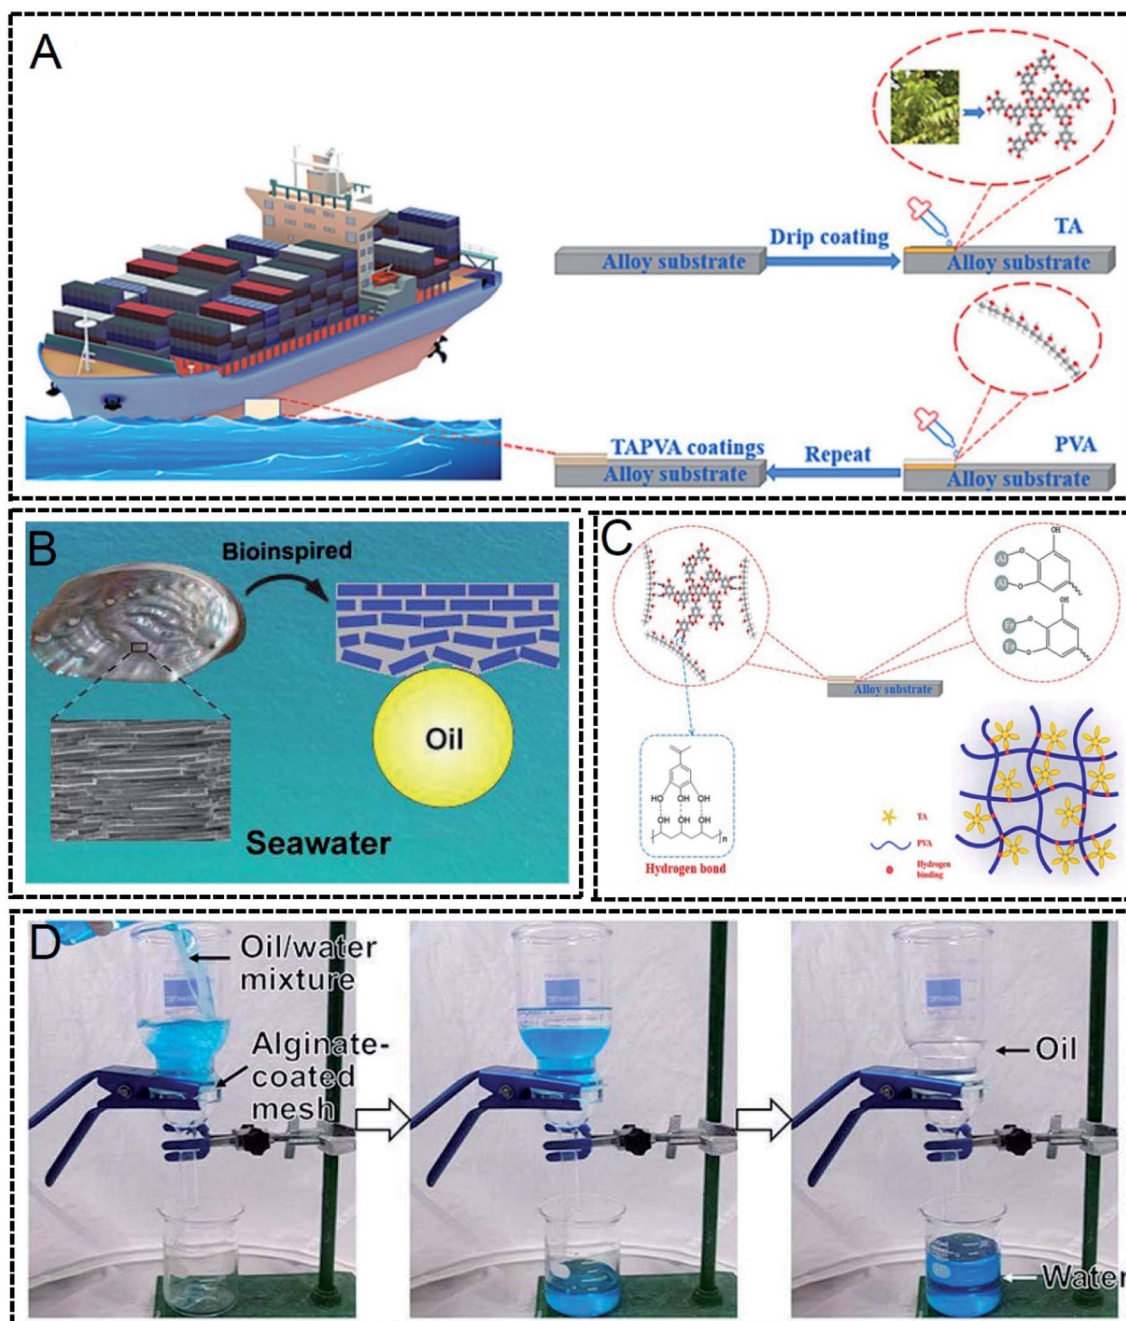 A
Drip coating
TA
Alloy substrate
Alloy substrate
TAPVA coatings
Repeat
PVA
Alloy substrate
Alloy substrate
B
Bioinspired
Oil
Seawater
C
OH
Al
O
Al
O
OH
Fe
O
Fe
O
Alloy substrate
HO
OH
OH
OH
OH
OH
n
Hydrogen bond
TA
PVA
Hydrogen
binding
D
Oil/water
mixture
Alginate-
coated
mesh
Oil
Water